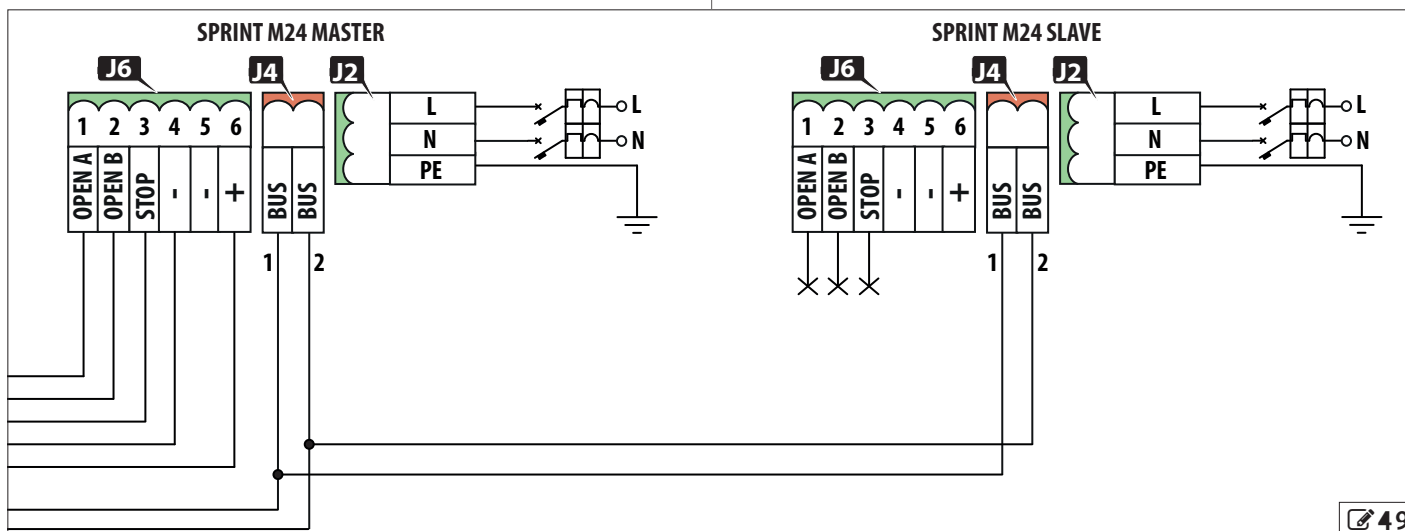 SPRINT M24 MASTER
J6
J4
J2
1 2 3 4 5 6
OPEN A
OPEN B
STOP
-
-
+
BUS
BUS
L
N
PE
L
N
1 2
SPRINT M24 SLAVE
J6
J4
J2
1 2 3 4 5 6
OPEN A
OPEN B
STOP
-
-
+
BUS
BUS
L
N
PE
L
N
1 2
49